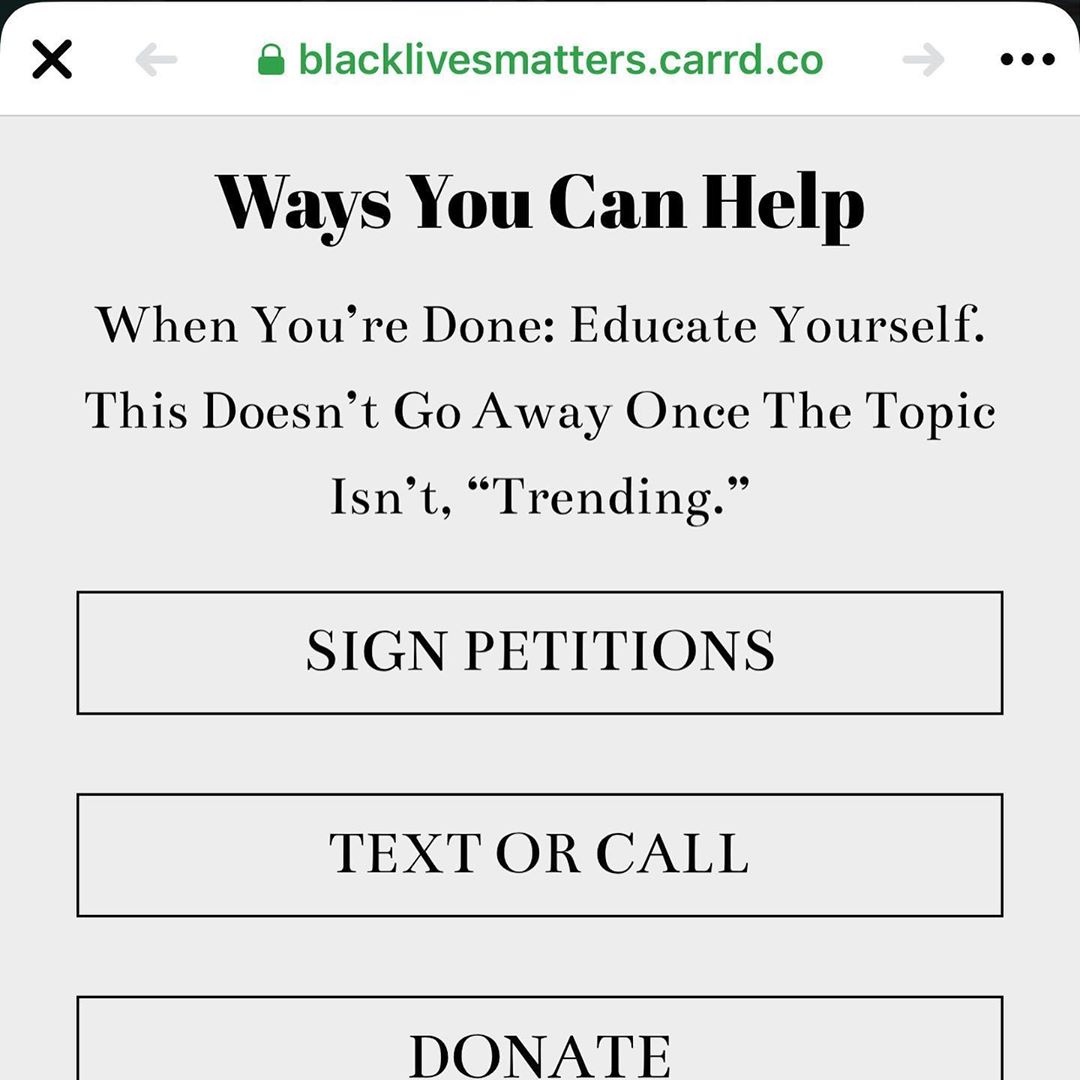 blacklivesmatters.carrd.co
Ways You Can Help
When You’re Done: Educate Yourself.
This Doesn’t Go Away Once The Topic
Isn’t, “Trending.”
SIGN PETITIONS
TEXT OR CALL
DONATE